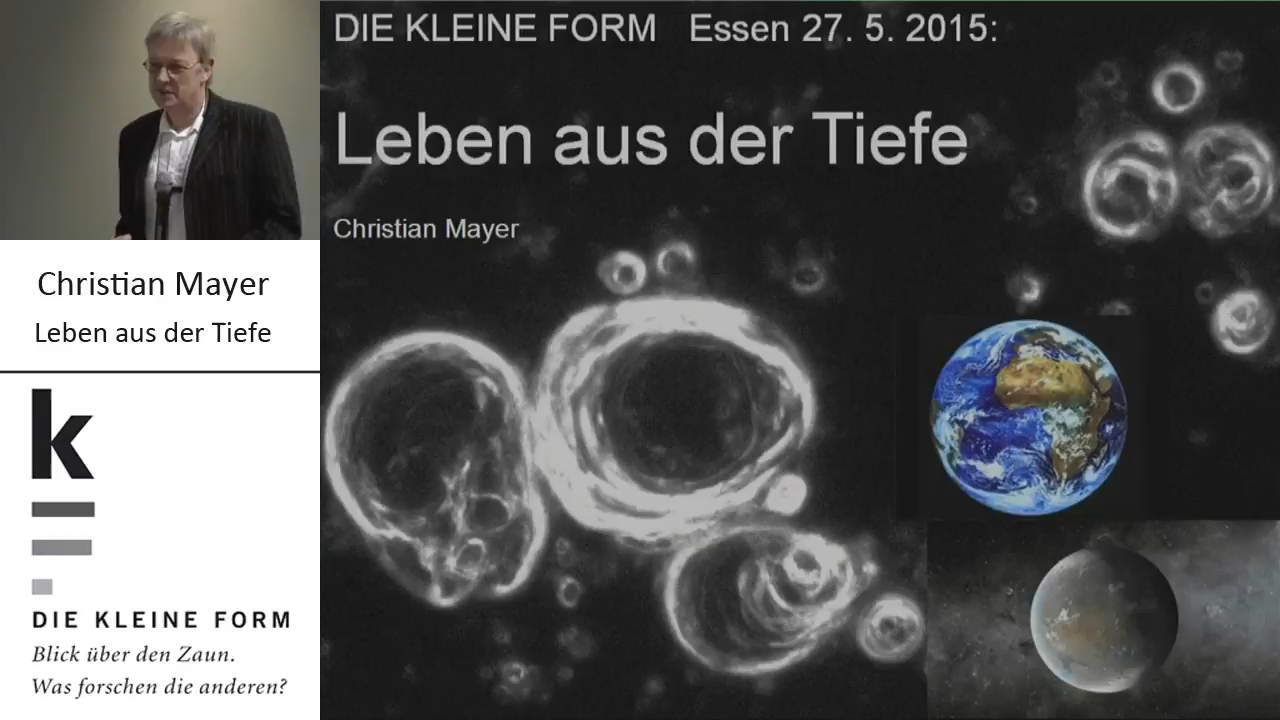 DIE KLEINE FORM Essen 27. 5. 2015:
Leben aus der Tiefe
Christian Mayer
Christian Mayer
Leben aus der Tiefe
k
DIE KLEINE FORM
Blick über den Zaun.
Was forschen die anderen?